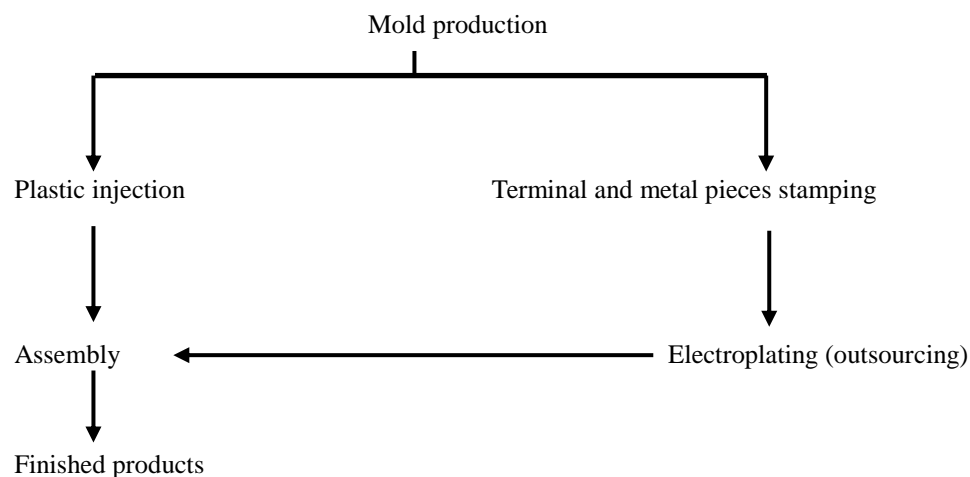 Mold production
Plastic injection
Terminal and metal pieces stamping
Assembly
Electroplating (outsourcing)
Finished products